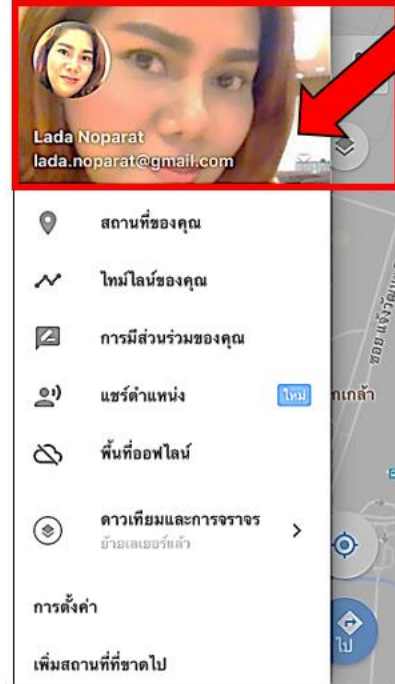 Lada Noparat
lada.noparat@gmail.com
สถานที่ของคุณ
ไทม์ไลน์ของคุณ
การมีส่วนร่วมของคุณ
แชร์ตำแหน่ง
ใหม่
พื้นที่ออฟไลน์
ดาวเทียมและการจราจร
ย้ายเลเยอร์แล้ว
การตั้งค่า
เพิ่มสถานที่ที่ขาดไป
ไป